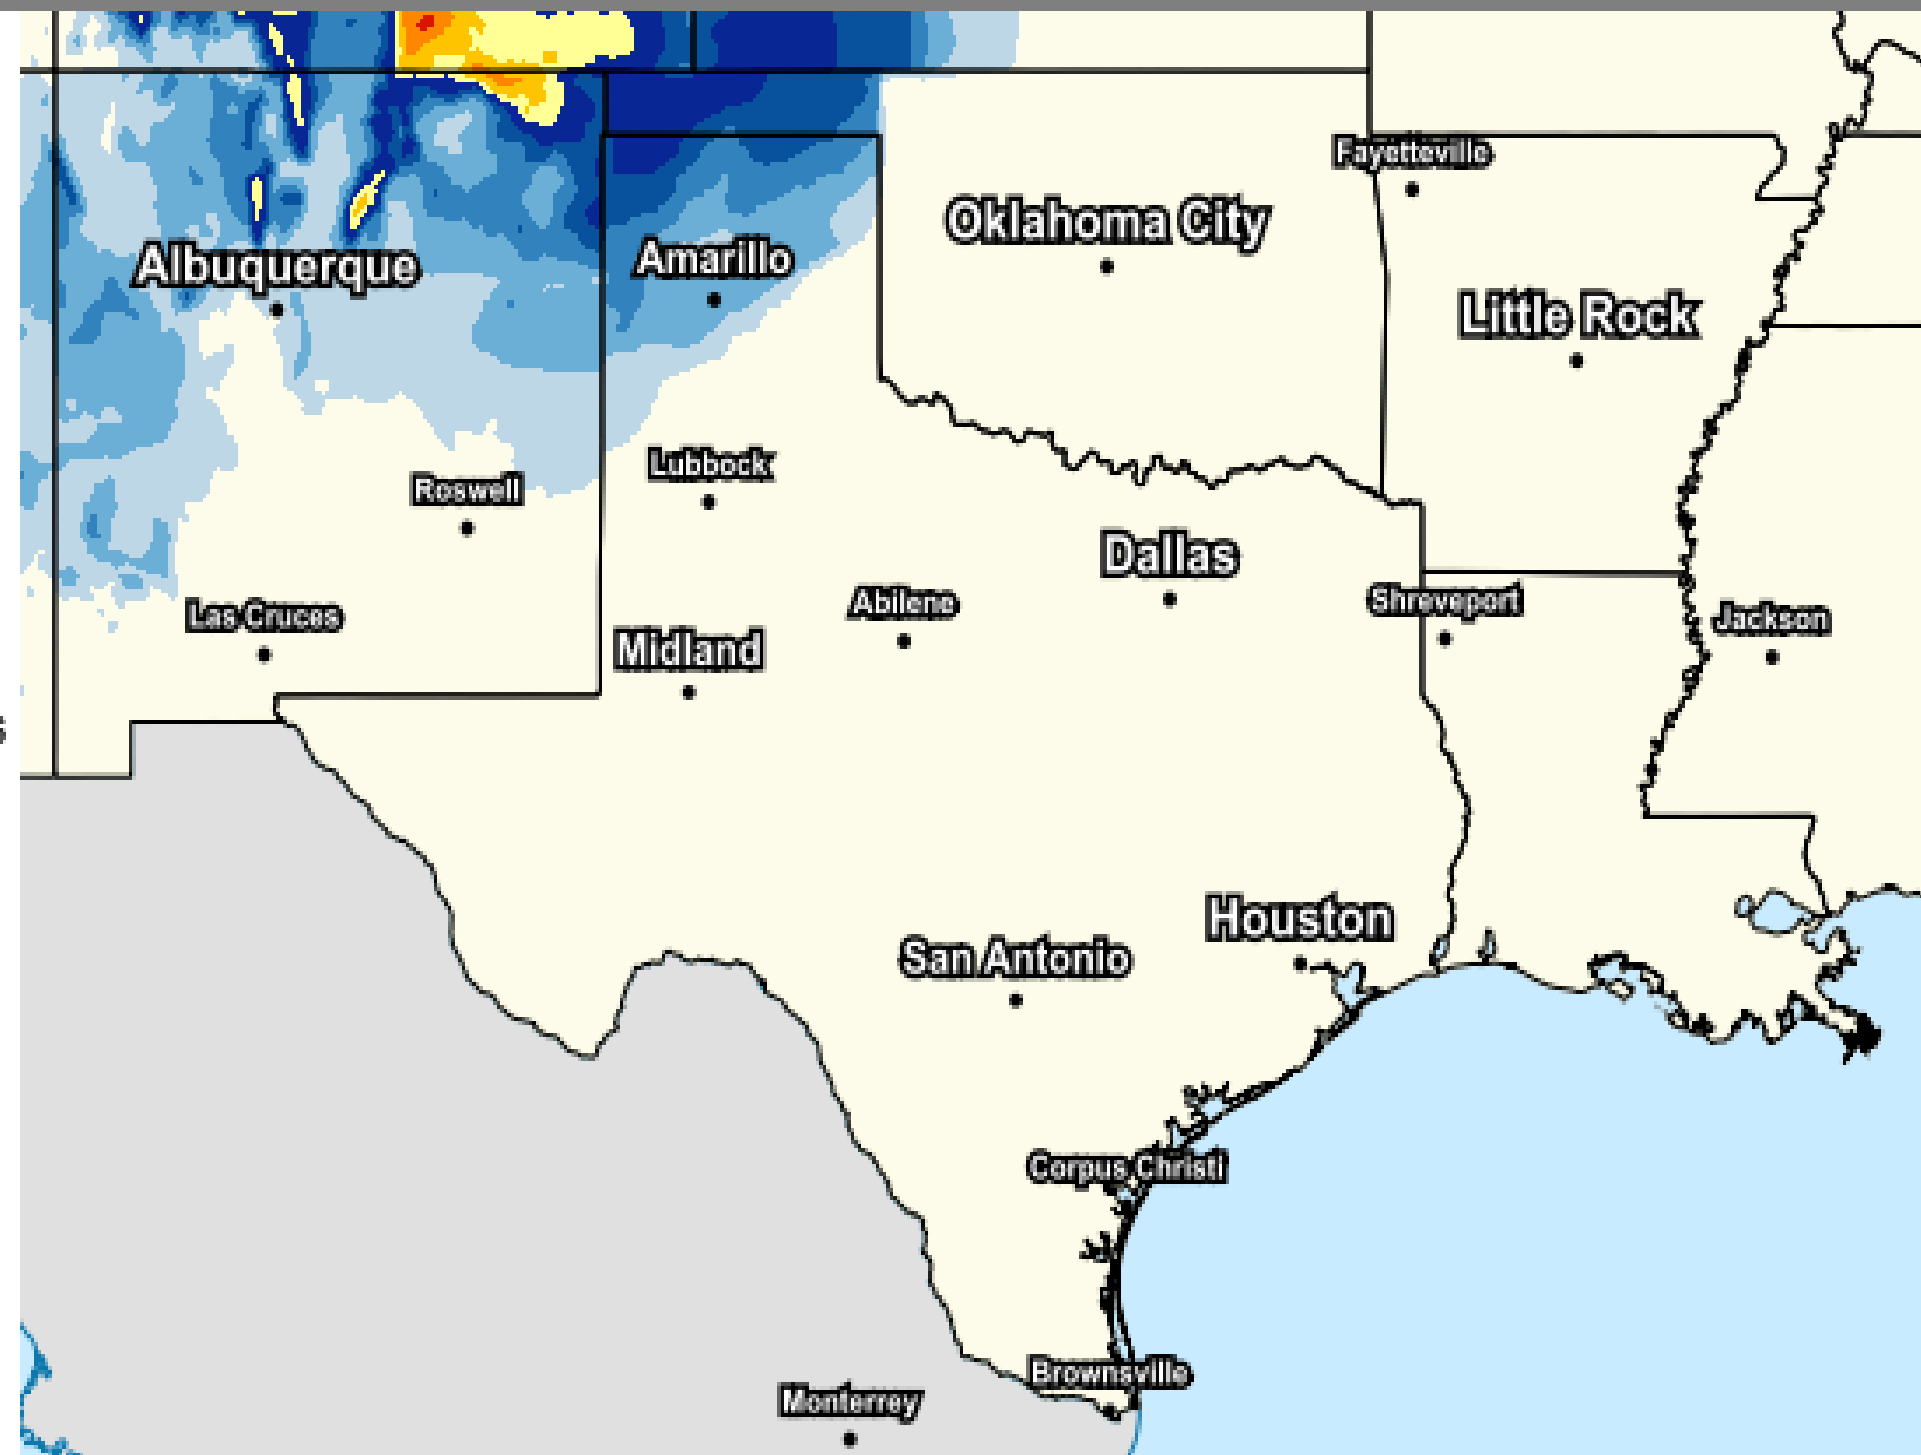 Fayetteville
Oklahoma City
Albuquerque
Amarillo
Little Rock
Lubbock
Roswell
Dallas
Las Cruces
Abilene
Shreveport
Jackson
Midland
Houston
San Antonio
Corpus Christi
Brownsville
Monterrey